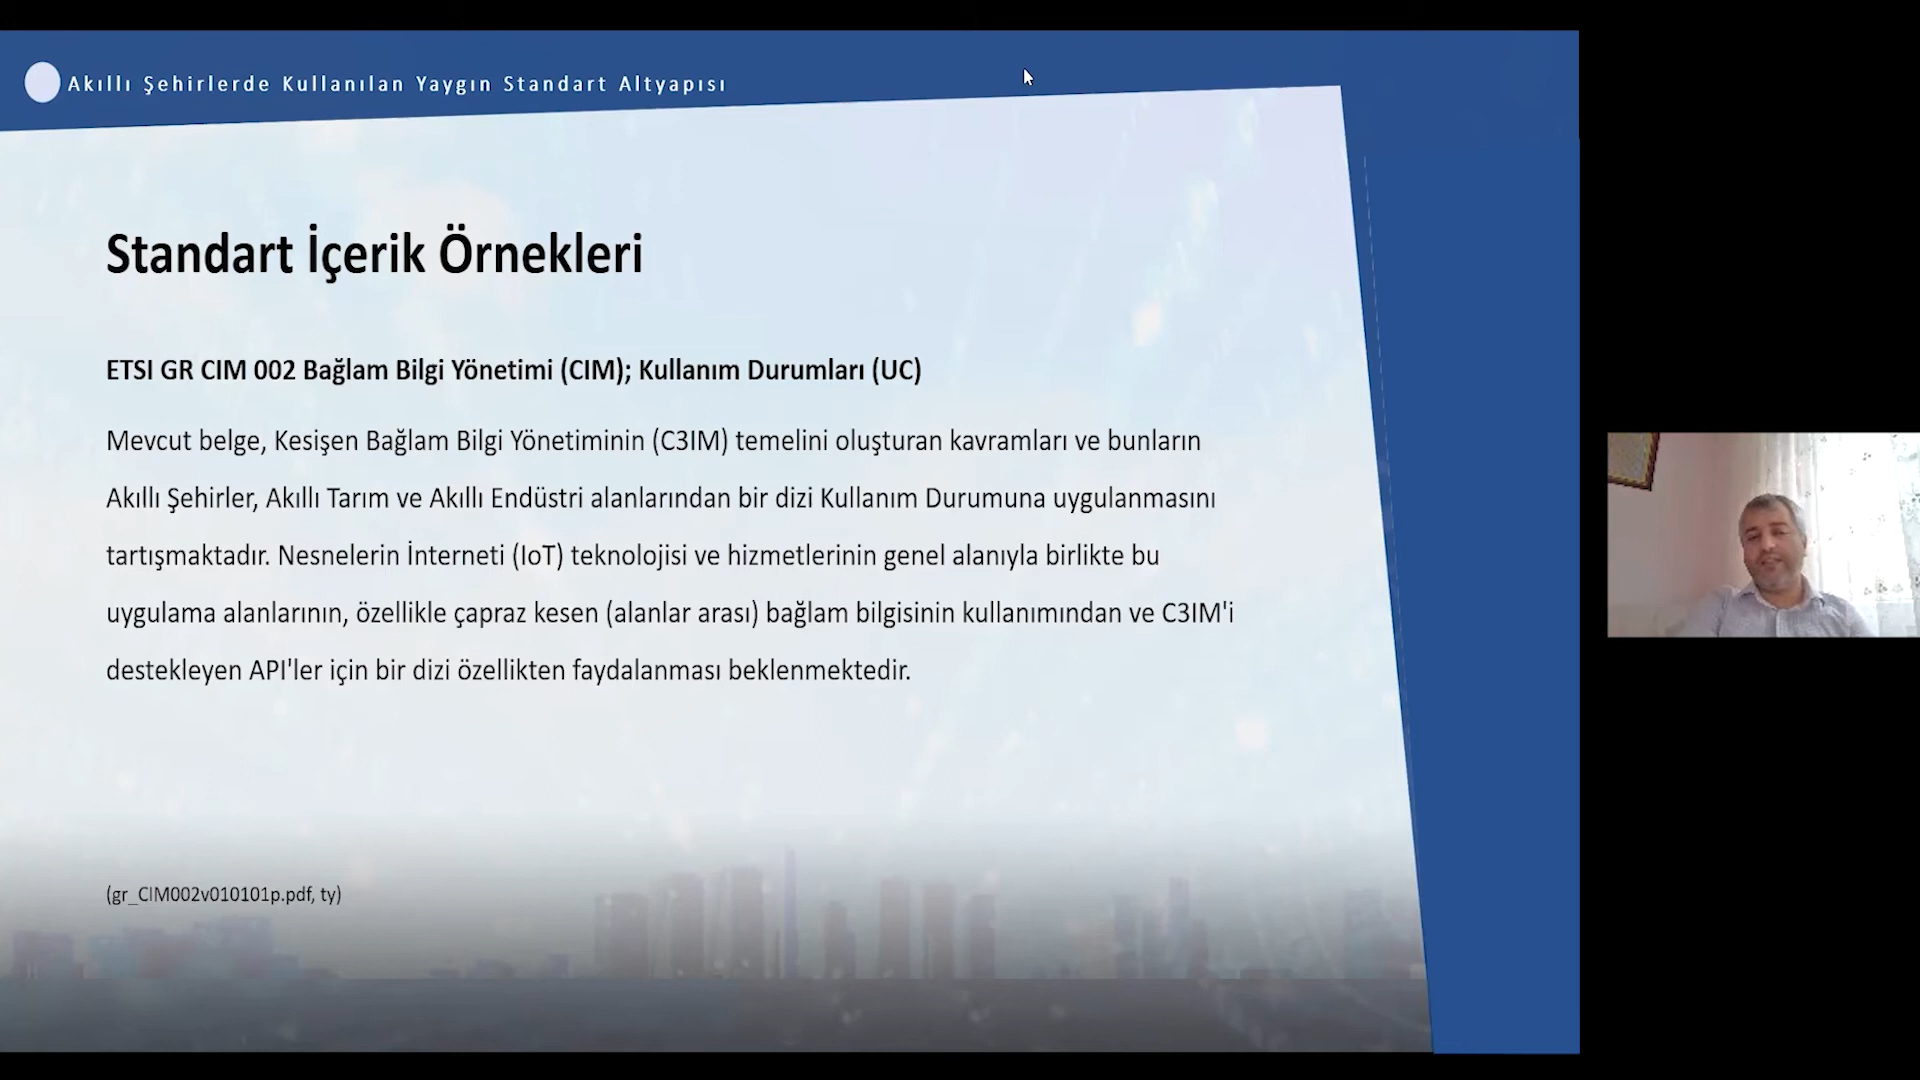 Akıllı Şehirlerde Kullanılan Yaygın Standart Altyapısı
Standart İçerik Örnekleri
ETSI GR CIM 002 Bağlam Bilgi Yönetimi (CIM); Kullanım Durumları (UC)
Mevcut belge, Kesişen Bağlam Bilgi Yönetiminin (C3IM) temelini oluşturan kavramları ve bunların
Akıllı Şehirler, Akıllı Tarım ve Akıllı Endüstri alanlarından bir dizi Kullanım Durumuna uygulanmasını
tartışmaktadır. Nesnelerin İnterneti (IoT) teknolojisi ve hizmetlerinin genel alanıyla birlikte bu
uygulama alanlarının, özellikle çapraz kesen (alanlar arası) bağlam bilgisinin kullanımından ve C3IM'i
destekleyen API'ler için bir dizi özellikten faydalanması beklenmektedir.
(gr_CIM002v010101p.pdf, ty)